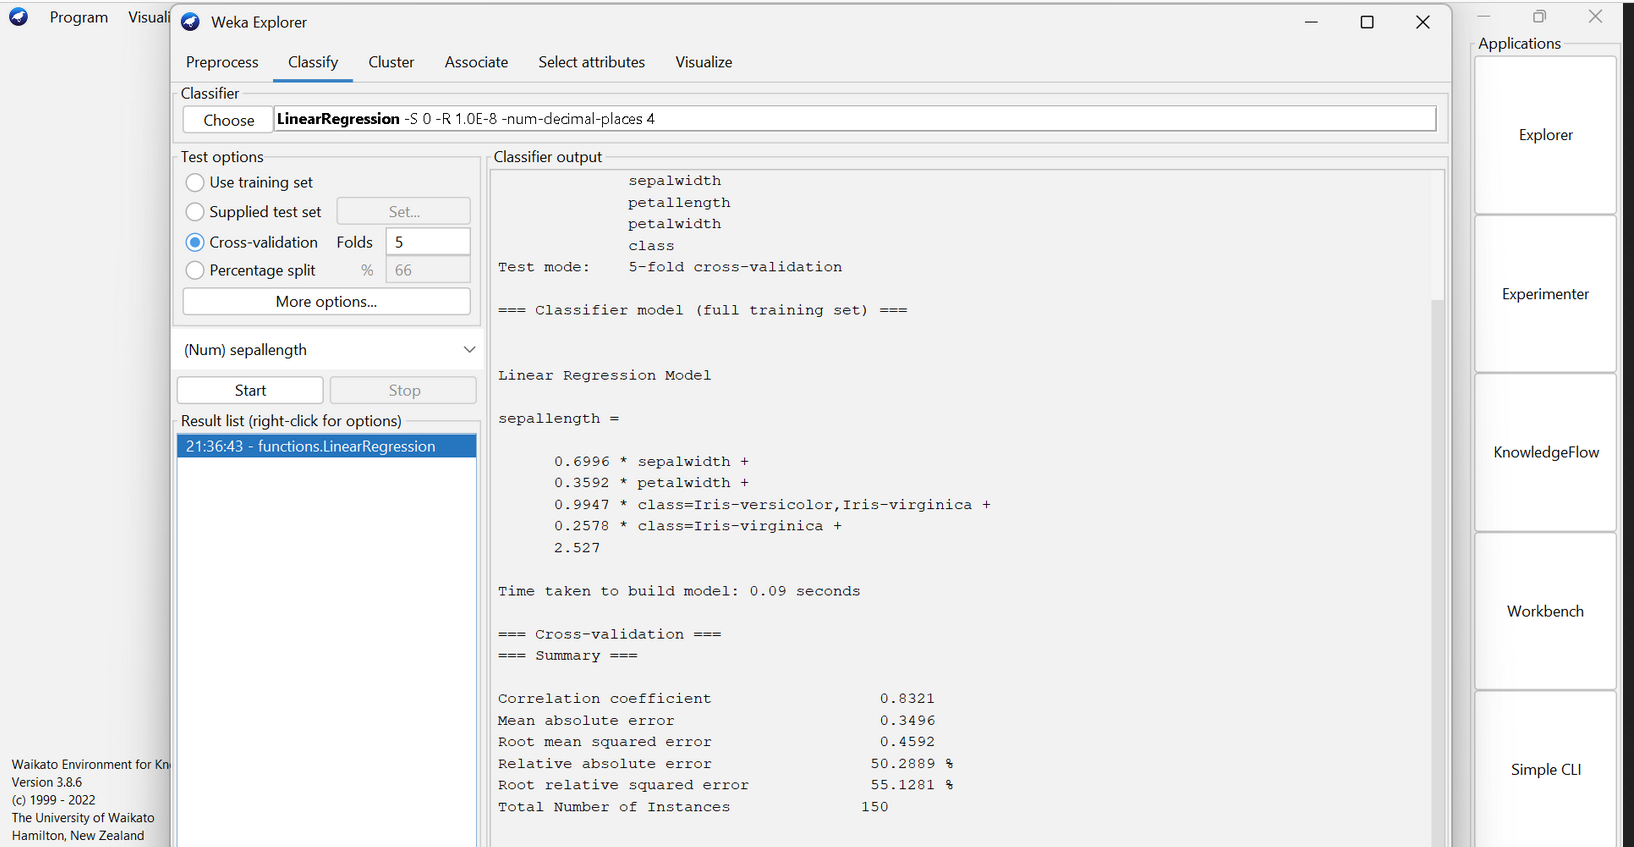 Program Visuali
Weka Explorer
Preprocess Classify Cluster Associate Select attributes Visualize
Classifier
Choose LinearRegression -S 0 -R 1.0E-8 -num-decimal-places 4
Test options
Use training set
Supplied test set Set...
Cross-validation Folds 5
Percentage split % 66
More options...
(Num) sepallength
Start Stop
Result list (right-click for options)
21:36:43 - functions.LinearRegression
Classifier output
sepalwidth
petallength
petalwidth
class
Test mode: 5-fold cross-validation
=== Classifier model (full training set) ===
Linear Regression Model
sepallength =
0.6996 * sepalwidth +
0.3592 * petalwidth +
0.9947 * class=Iris-versicolor,Iris-virginica +
0.2578 * class=Iris-virginica +
2.527
Time taken to build model: 0.09 seconds
=== Cross-validation ===
=== Summary ===
Correlation coefficient 0.8321
Mean absolute error 0.3496
Root mean squared error 0.4592
Relative absolute error 50.2889 %
Root relative squared error 55.1281 %
Total Number of Instances 150
Applications
Explorer
Experimenter
KnowledgeFlow
Workbench
Simple CLI
Waikato Environment for Kn
Version 3.8.6
(c) 1999 - 2022
The University of Waikato
Hamilton, New Zealand